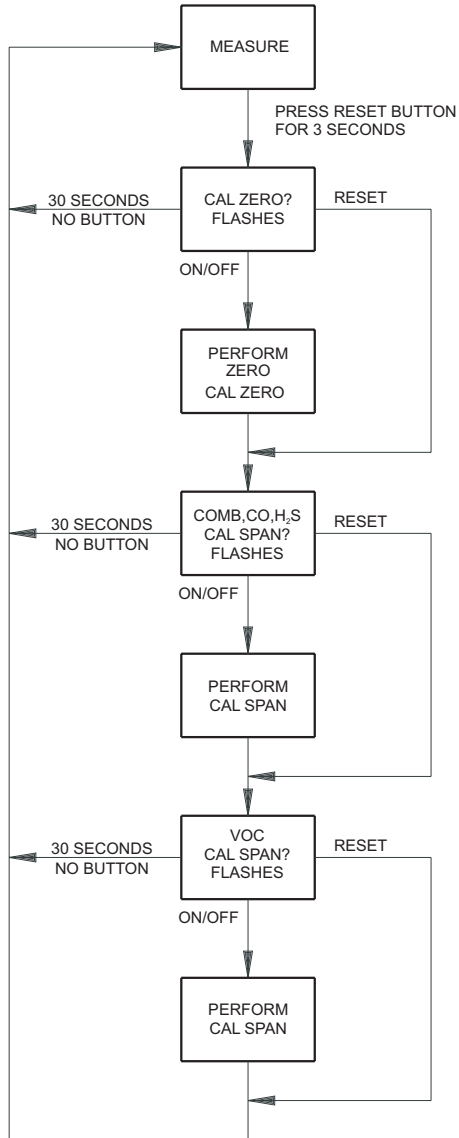 MEASURE
PRESS RESET BUTTON
FOR 3 SECONDS
30 SECONDS
NO BUTTON
CAL ZERO?
FLASHES
RESET
ON/OFF
PERFORM
ZERO
CAL ZERO
30 SECONDS
NO BUTTON
COMB,CO,H₂S
CAL SPAN?
FLASHES
RESET
ON/OFF
PERFORM
CAL SPAN
30 SECONDS
NO BUTTON
VOC
CAL SPAN?
FLASHES
RESET
ON/OFF
PERFORM
CAL SPAN